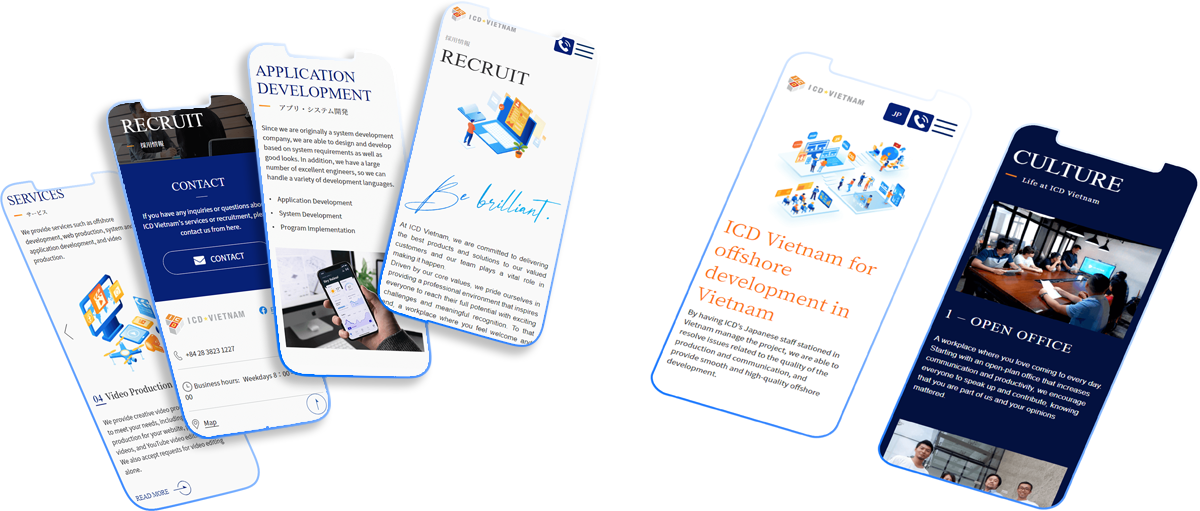 SERVICES
サービス
We provide services such as offshore
development, web production, system and
application development, and video
production.
04 Video Production
We provide creative video
to meet your needs, including
production for your website,
videos, and YouTube video
We also accept requests for video editing
alone.
READ MORE
RECRUIT
採用情報
CONTACT
If you have any inquiries or questions about
ICD Vietnam's services or recruitment,
contact us from here.
CONTACT
ICD VIETNAM
+84 28 3823 1227
Business hours: Weekdays 8:00
00
Map
APPLICATION
DEVELOPMENT
アプリ・システム開発
Since we are originally a system development
company, we are able to design and develop
based on system requirements as well as
good looks. In addition, we have a large
number of excellent engineers, so we can
handle a variety of development languages.
• Application Development
• System Development
• Program Implementation
ICD VIETNAM
採用情報
RECRUIT
Be brilliant.
At ICD Vietnam, we are committed to delivering
the best products and solutions to our valued
customers and our team plays a vital role in
making it happen.
Driven by our core values, we pride ourselves in
providing a professional environment that inspires
everyone to reach their full potential with exciting
challenges and meaningful recognition. To that
end, a workplace where you feel welcome and
ICD VIETNAM
JP
ICD Vietnam for
offshore
development in
Vietnam
By having ICD's Japanese staff stationed in
Vietnam manage the project, we are able to
resolve issues related to the quality of the
production and communication, and
provide smooth and high-quality offshore
development.
CULTURE
Life at ICD Vietnam
1 – OPEN OFFICE
A workplace where you love coming to every day.
Starting with an open-plan office that increases
communication and productivity, we encourage
everyone to speak up and contribute, knowing
that you are part of us and your opinions
mattered.